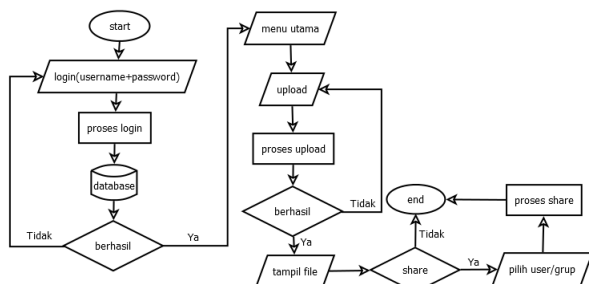 start
login(username+password)
proses login
database
berhasil
Tidak
Ya
menu utama
upload
proses upload
berhasil
Tidak
Ya
tampil file
share
Tidak
end
Ya
pilih user/grup
proses share